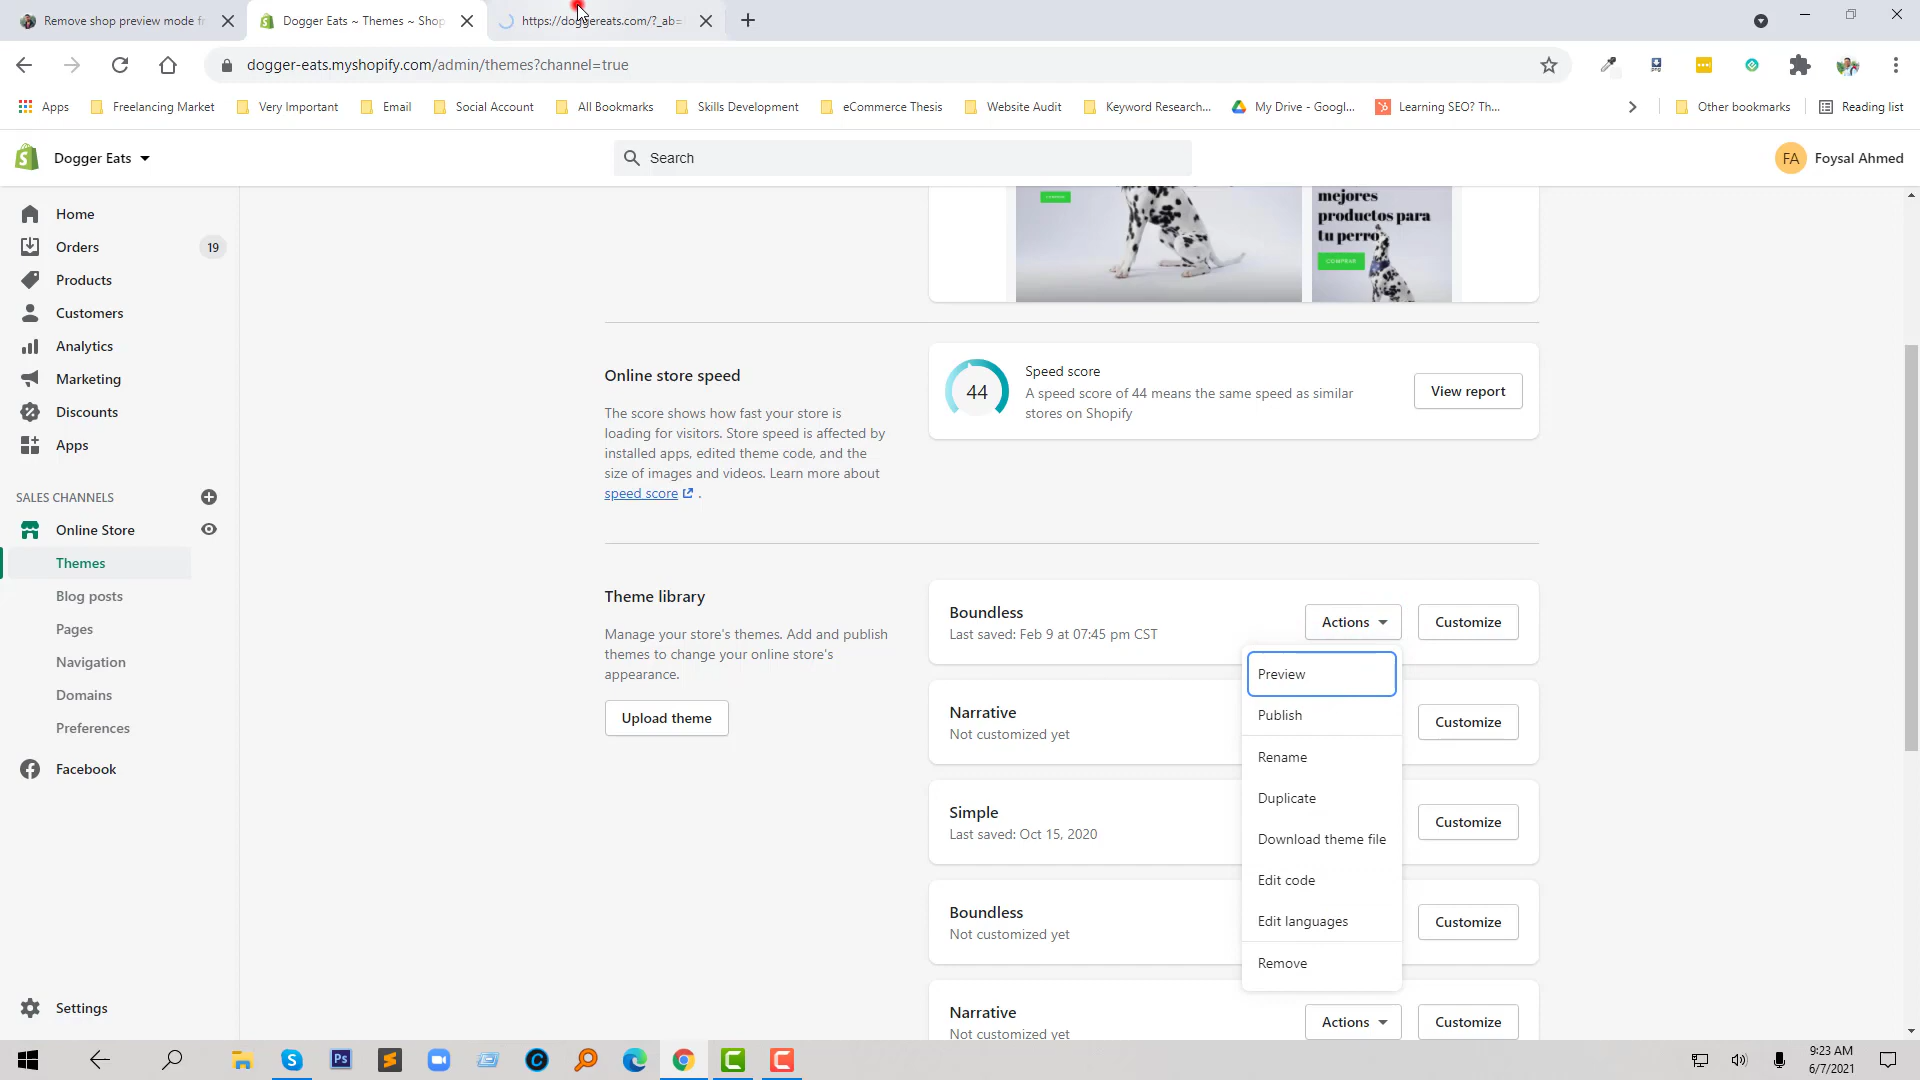 Remove shop preview mode f
Dogger Eats ~ Themes ~ Shop
https://doggereats.com/?_ab=
dogger-eats.myshopify.com/admin/themes?channel=true
Apps
Freelancing Market
Very Important
Email
Social Account
All Bookmarks
Skills Development
eCommerce Thesis
Website Audit
Keyword Research...
My Drive - Googl...
Learning SEO? Th...
Other bookmarks
Reading list
Dogger Eats
Search
FA
Foysal Ahmed
Home
Orders
19
Products
Customers
Analytics
Marketing
Discounts
Apps
SALES CHANNELS
Online Store
Themes
Blog posts
Pages
Navigation
Domains
Preferences
Facebook
Settings
mejores
productos para
tu perro
COMPRAR
Online store speed
The score shows how fast your store is
loading for visitors. Store speed is affected by
installed apps, edited theme code, and the
size of images and videos. Learn more about
speed score .
44
Speed score
A speed score of 44 means the same speed as similar
stores on Shopify
View report
Theme library
Manage your store's themes. Add and publish
themes to change your online store's
appearance.
Upload theme
Boundless
Last saved: Feb 9 at 07:45 pm CST
Actions
Customize
Preview
Publish
Rename
Duplicate
Download theme file
Edit code
Edit languages
Remove
Narrative
Not customized yet
Customize
Simple
Last saved: Oct 15, 2020
Customize
Boundless
Not customized yet
Customize
Narrative
Not customized yet
Actions
Customize
Ps
9:23 AM
6/7/2021